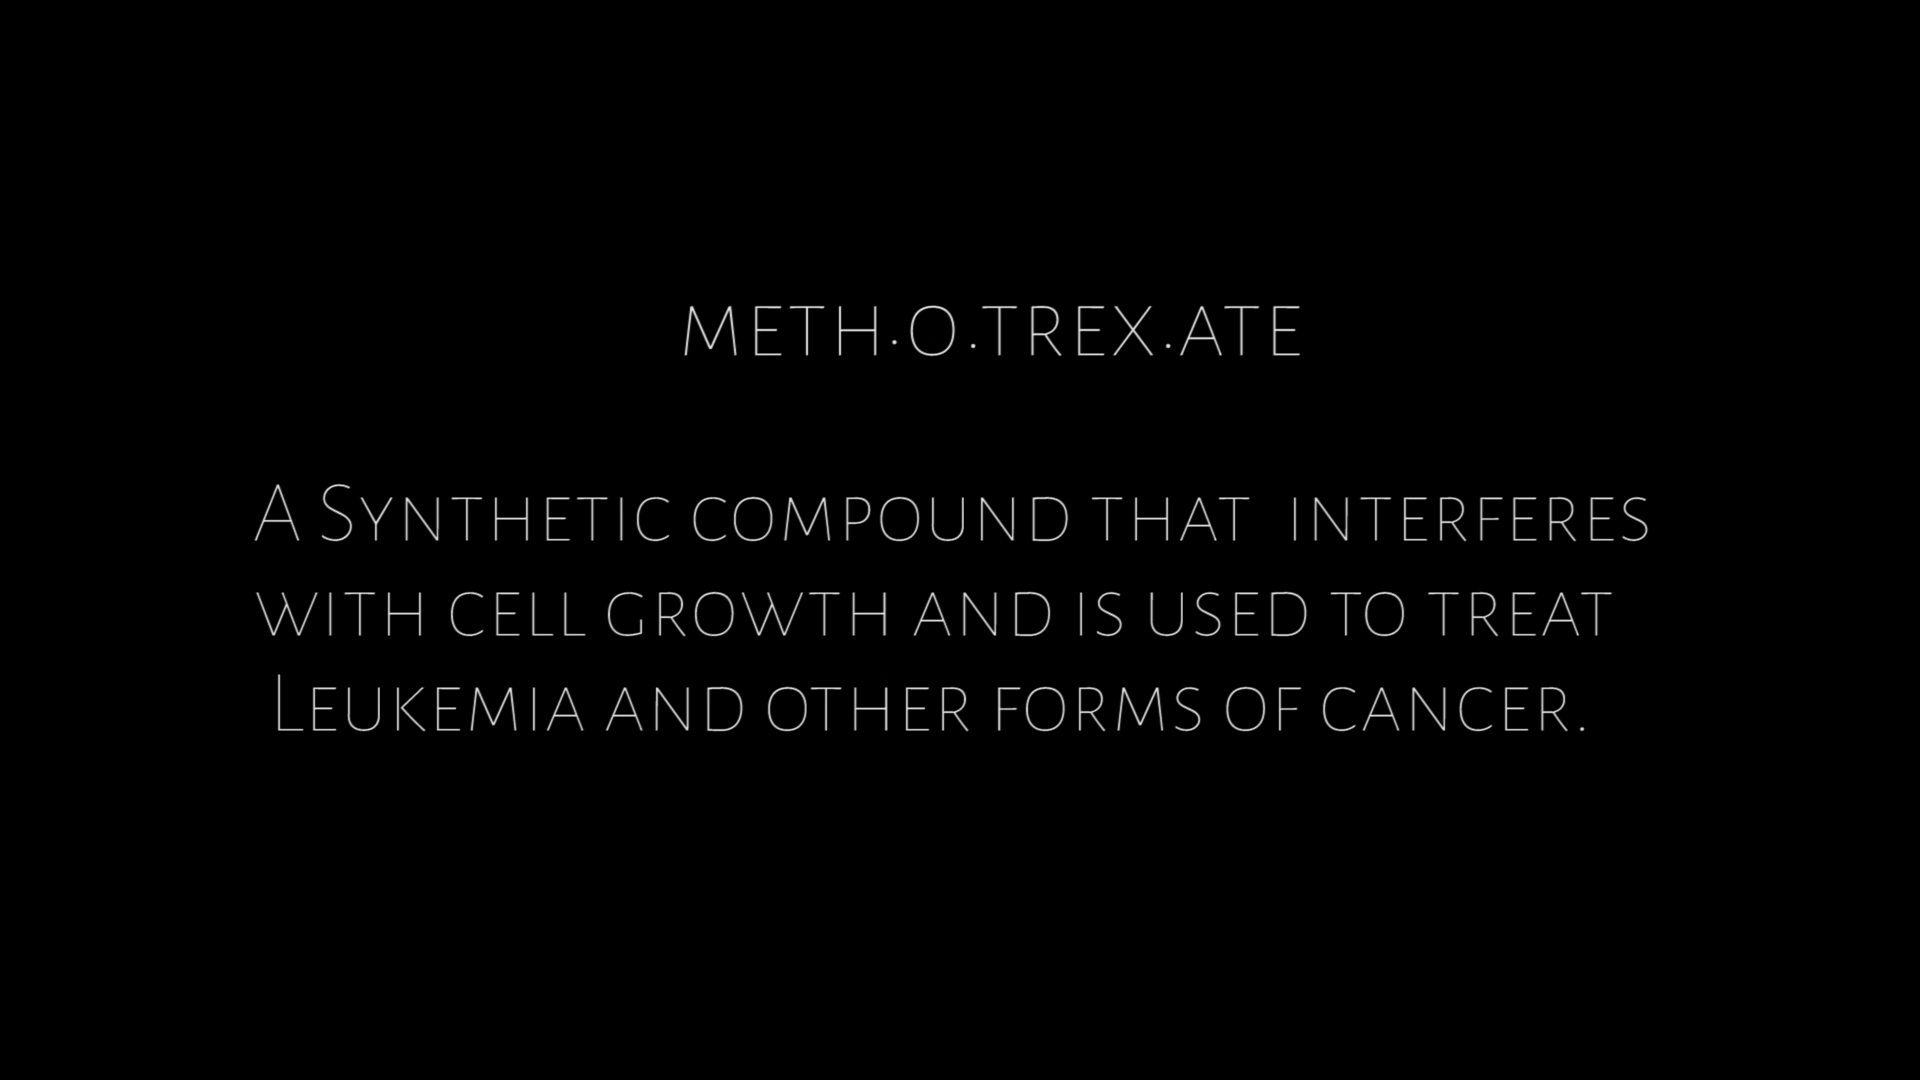 METH.O.TREX.ATE
A SYNTHETIC COMPOUND THAT INTERFERES
WITH CELL GROWTH AND IS USED TO TREAT
LEUKEMIA AND OTHER FORMS OF CANCER.